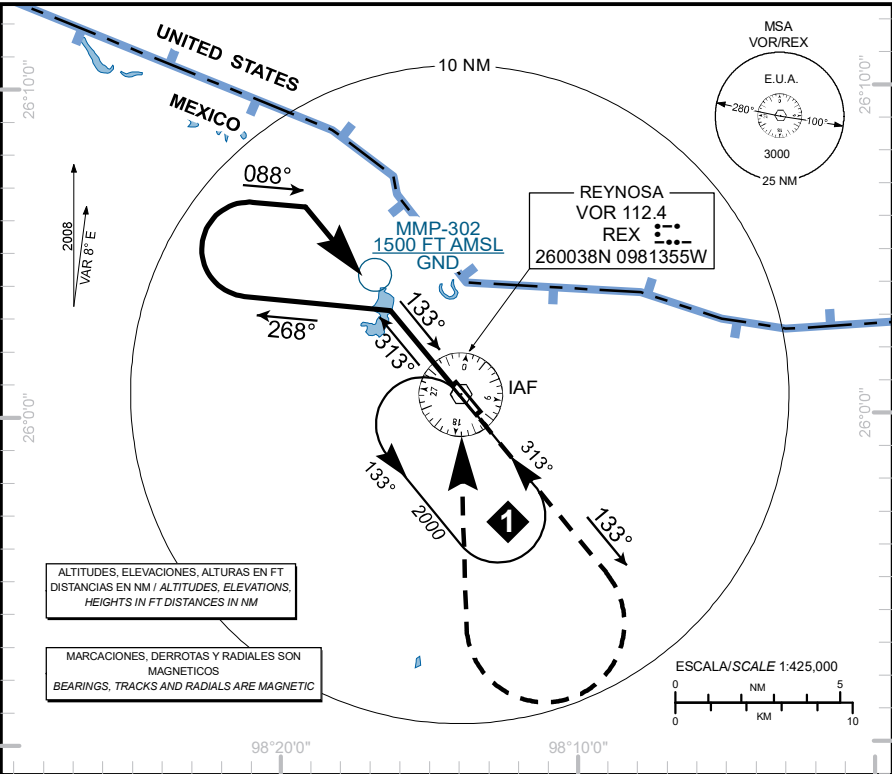 UNITED STATES
MEXICO
10 NM
MSA
VOR/REX
E.U.A.
280°
100°
3000
25 NM
26°10'0"
26°10'0"
088°
REYNOSA
VOR 112.4
REX
260038N 0981355W
MMP-302
1500 FT AMSL
GND
2008
VAR 8° E
268°
133°
313°
IAF
0
9
18
27
26°0'0"
26°0'0"
133°
2000
313°
1
133°
ALTITUDES, ELEVACIONES, ALTURAS EN FT
DISTANCIAS EN NM / ALTITUDES, ELEVATIONS,
HEIGHTS IN FT DISTANCES IN NM
MARCACIONES, DERROTAS Y RADIALES SON
MAGNETICOS
BEARINGS, TRACKS AND RADIALS ARE MAGNETIC
ESCALA/SCALE 1:425,000
0 NM 5
0 KM 10
98°20'0"
98°10'0"